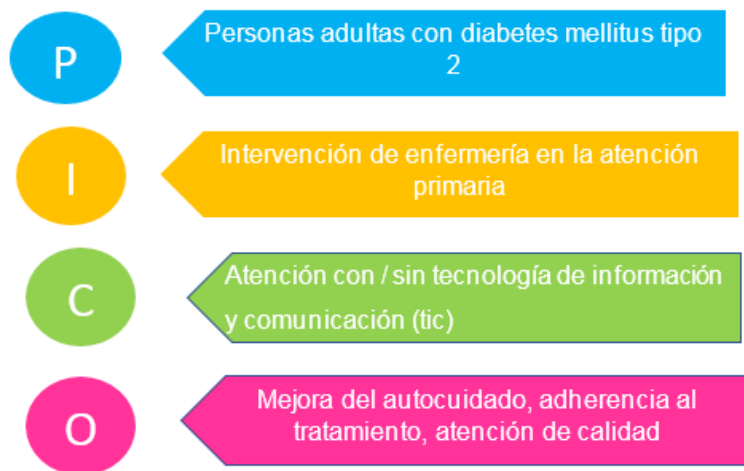 P
Personas adultas con diabetes mellitus tipo
2
I
Intervención de enfermería en la atención
primaria
C
Atención con / sin tecnología de información
y comunicación (tic)
O
Mejora del autocuidado, adherencia al
tratamiento, atención de calidad